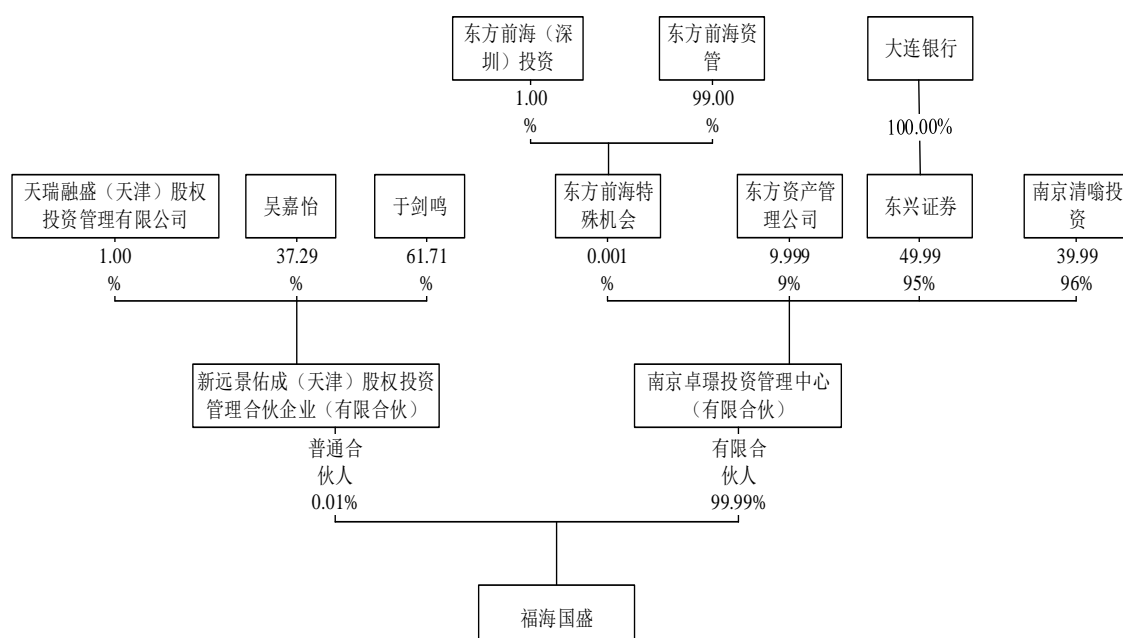 东方前海（深
圳）投资
东方前海资
管
大连银行
1.00
%
99.00
%
100.00%
天瑞融盛（天津）股权
投资管理有限公司
吴嘉怡
于剑鸣
东方前海特
殊机会
东方资产管
理公司
东兴证券
南京清嗡投
资
1.00
%
37.29
%
61.71
%
0.001
%
9.999
9%
49.99
95%
39.99
96%
新远景佑成（天津）股权投资
管理合伙企业（有限合伙）
南京卓璟投资管理中心
（有限合伙）
普通合
伙人
0.01%
有限合
伙人
99.99%
福海国盛